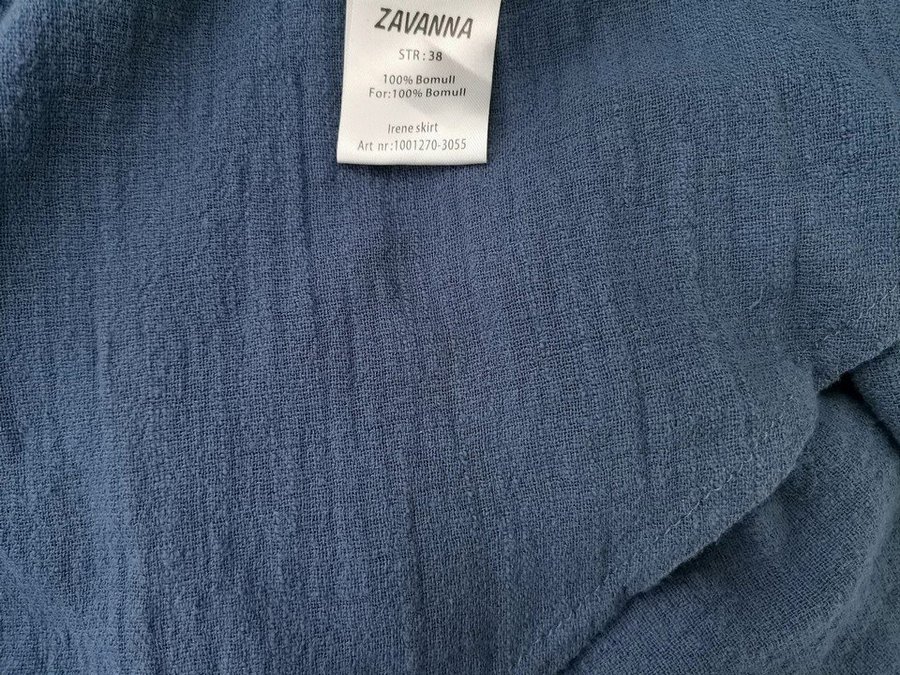 ZAVANNA
STR: 38
100% Bomull
For:100% Bomull
Irene skirt
Art nr:1001270-3055